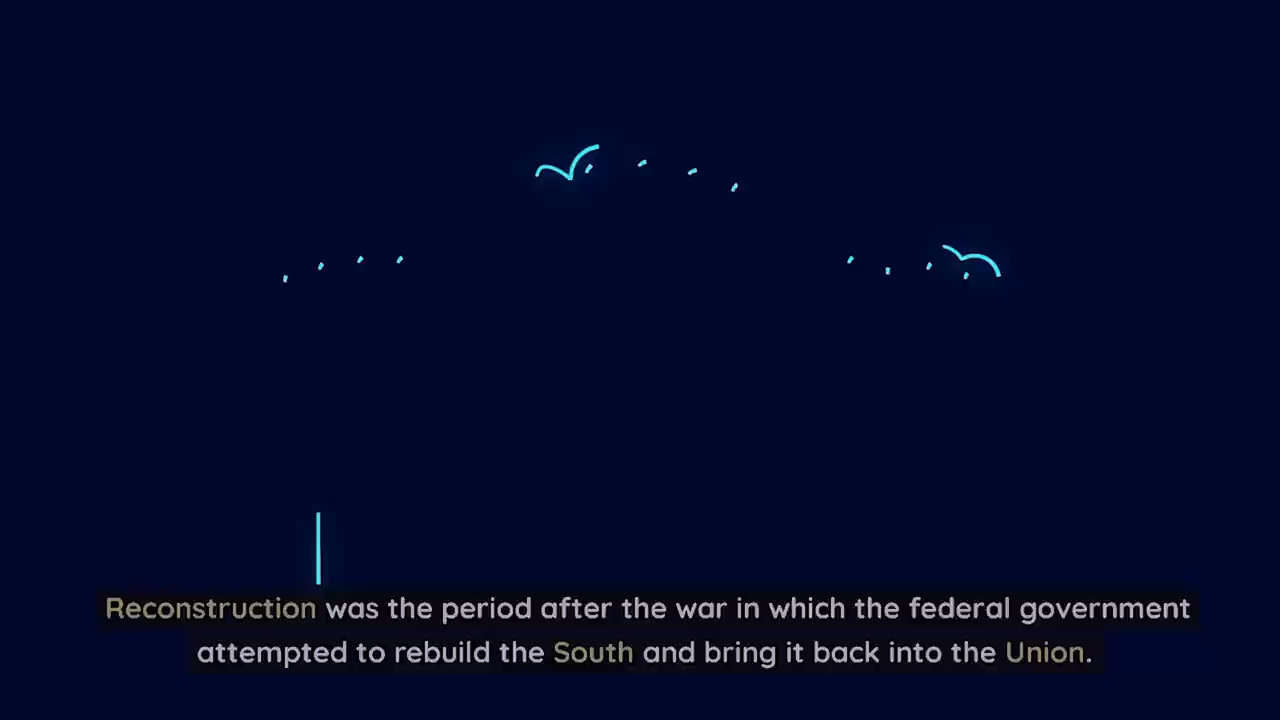 Reconstruction was the period after the war in which the federal government
attempted to rebuild the South and bring it back into the Union.